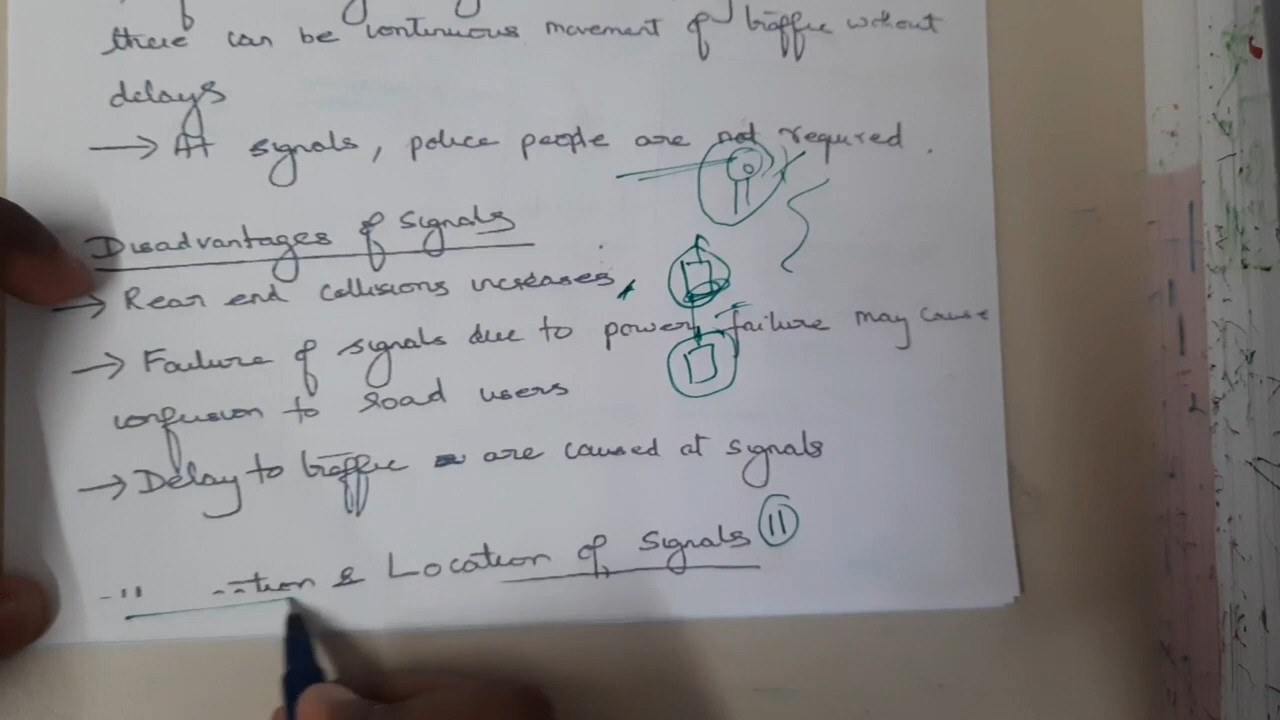 there can be continuous movement of traffic without
delays
→ At signals, police people are not required.
Disadvantages of Signals
→ Rear end collisions increases,
→ Failure of signals due to power failure may cause
confusion to road users
→ Delay to traffic are caused at signals
& Location of Signals 11